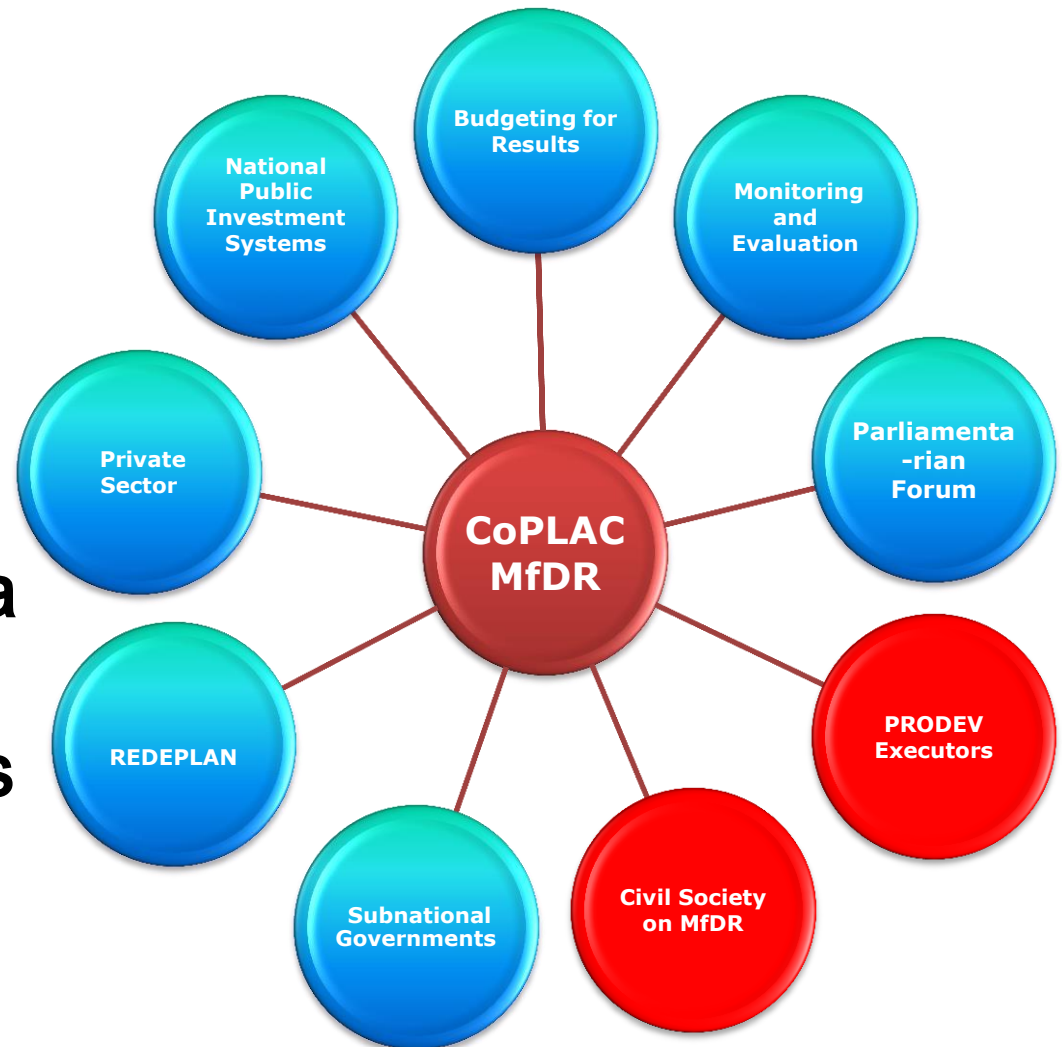 Budgeting for
Results
National
Public
Investment
Systems
Monitoring
and
Evaluation
Private
Sector
Parliamenta
-rian
Forum
CoPLAC
MfDR
a
REDEPLAN
s
PRODEV
Executors
Subnational
Governments
Civil Society
on MfDR